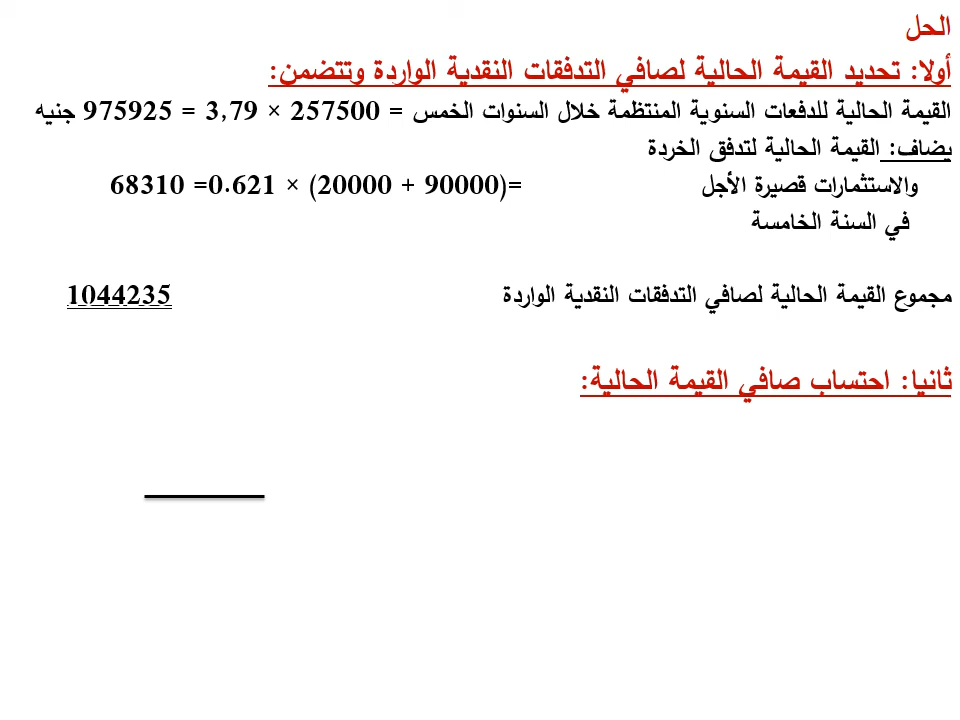 الحل
أولا: تحديد القيمة الحالية لصافي التدفقات النقدية الواردة وتتضمن:
القيمة الحالية للدفعات السنوية المنتظمة خلال السنوات الخمس = 257500 × 3,79 = 975925 جنيه
يضاف: القيمة الحالية لتدفق الخردة
والاستثمارات قصيرة الأجل =(90000 + 20000) × 0.621= 68310
في السنة الخامسة
مجموع القيمة الحالية لصافي التدفقات النقدية الواردة 1044235
ثانيا: احتساب صافي القيمة الحالية: